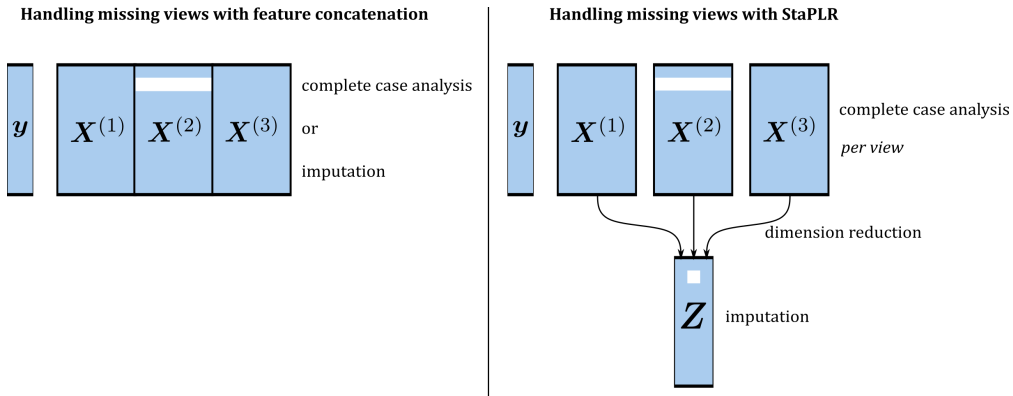 Handling missing views with feature concatenation
y
X(1)
X(2)
X(3)
complete case analysis
or
imputation
Handling missing views with StaPLR
y
X(1)
X(2)
X(3)
complete case analysis
per view
dimension reduction
Z
imputation